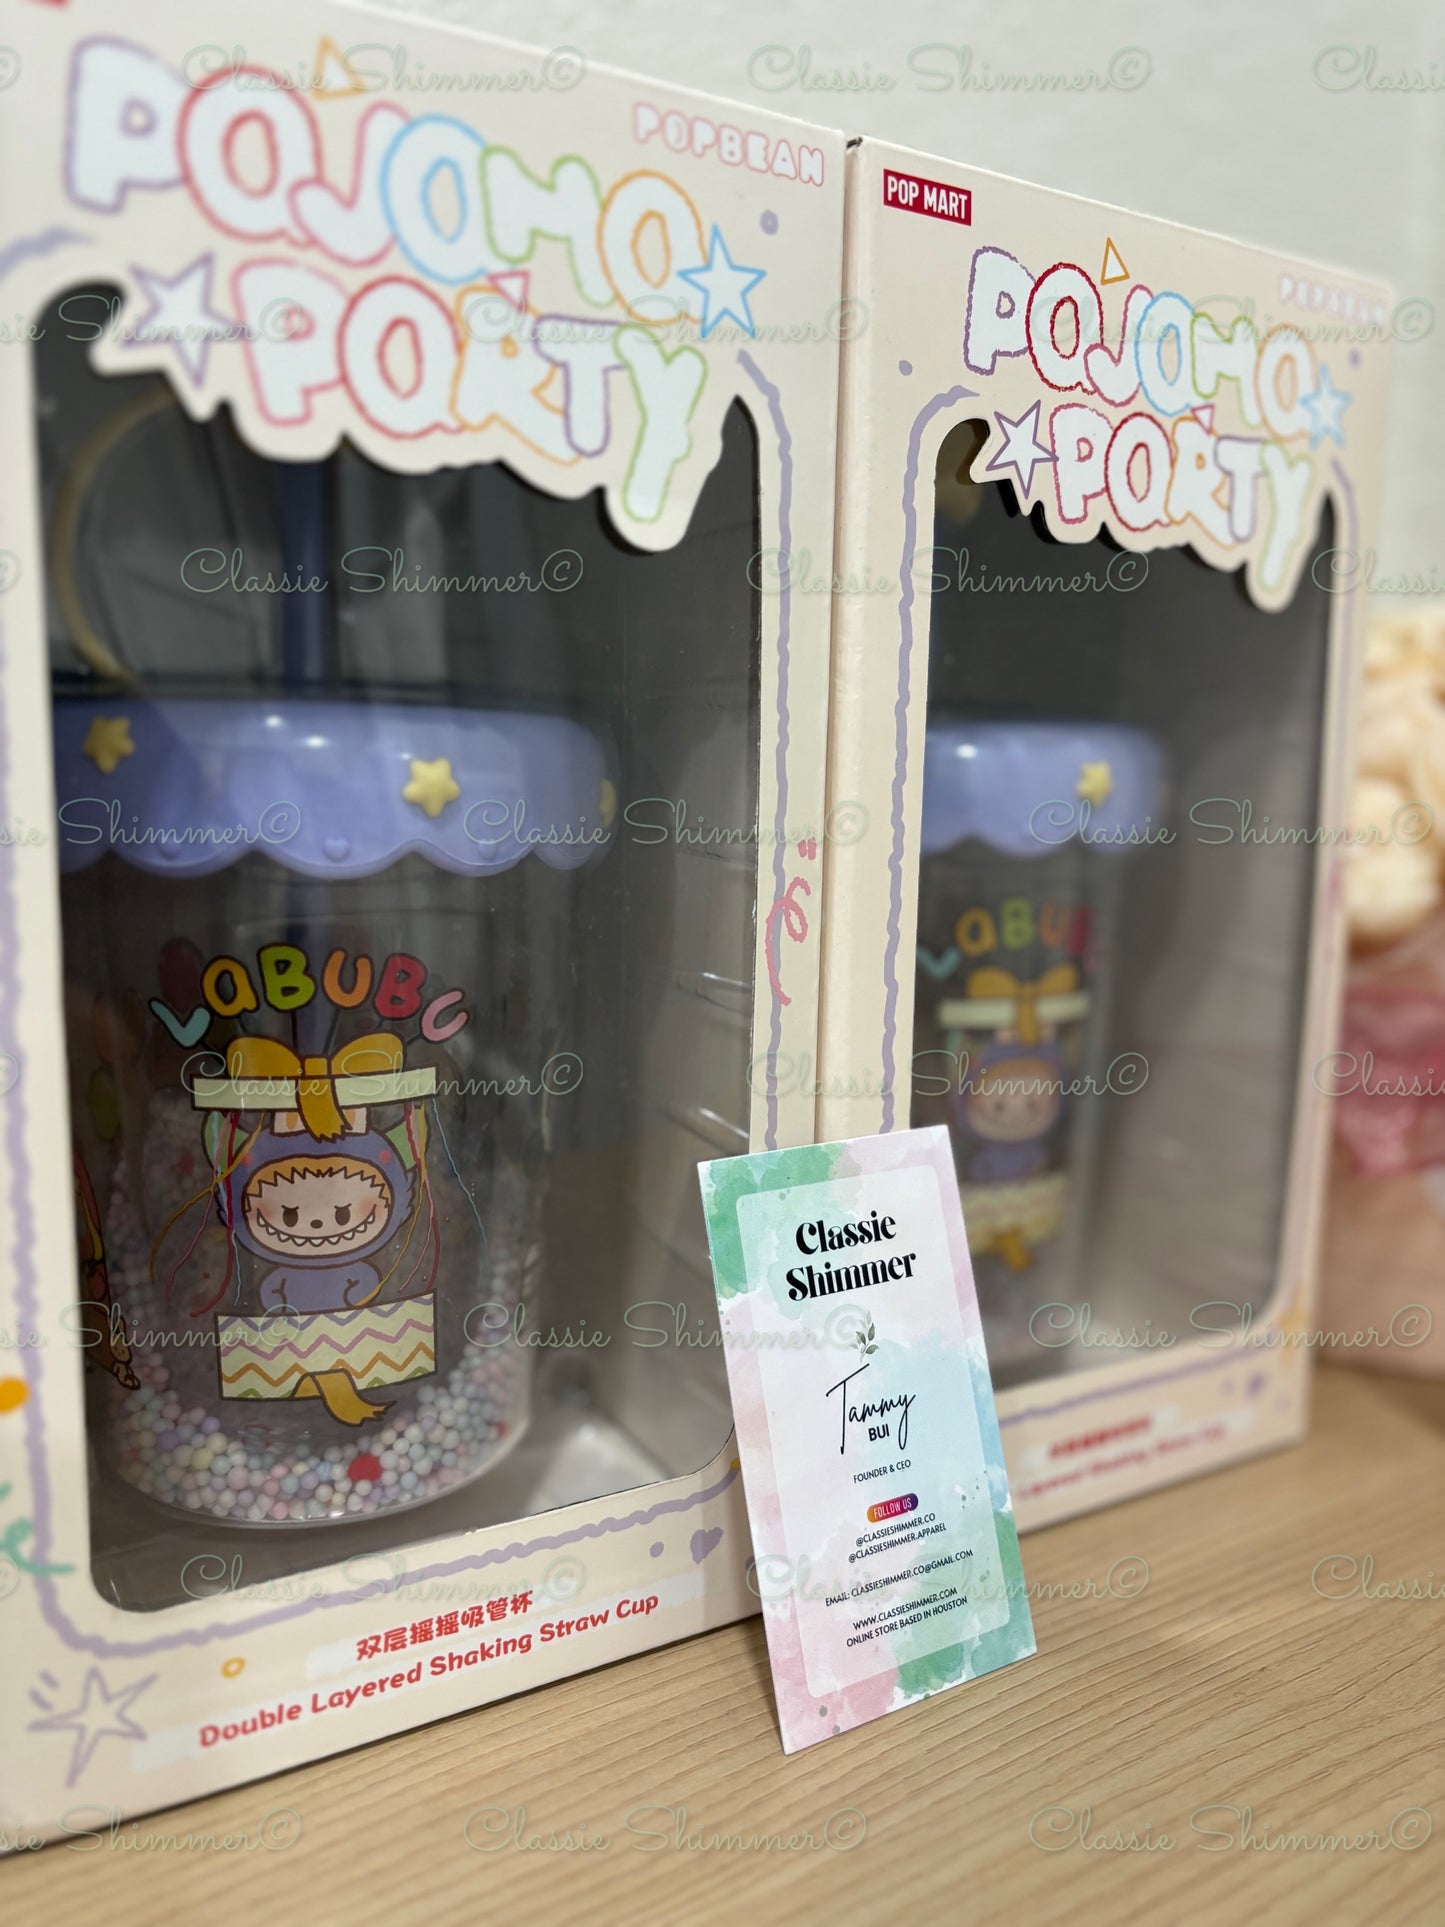 POJAMA
PARTY
POPBEAN
LABUBU
双层摇摇吸管杯
Double Layered Shaking Straw Cup
POP MART
POPBEAN
POJAMA
PARTY
LABUBU
Classie
Shimmer
Tammy
BUI
FOUNDER & CEO
FOLLOW US
@CLASSIESHIMMER.CO
@CLASSIESHIMMER.APPAREL
EMAIL: CLASSIESHIMMER.CO@GMAIL.COM
WWW.CLASSIESHIMMER.COM
ONLINE STORE BASED IN HOUSTON
Classie Shimmer©